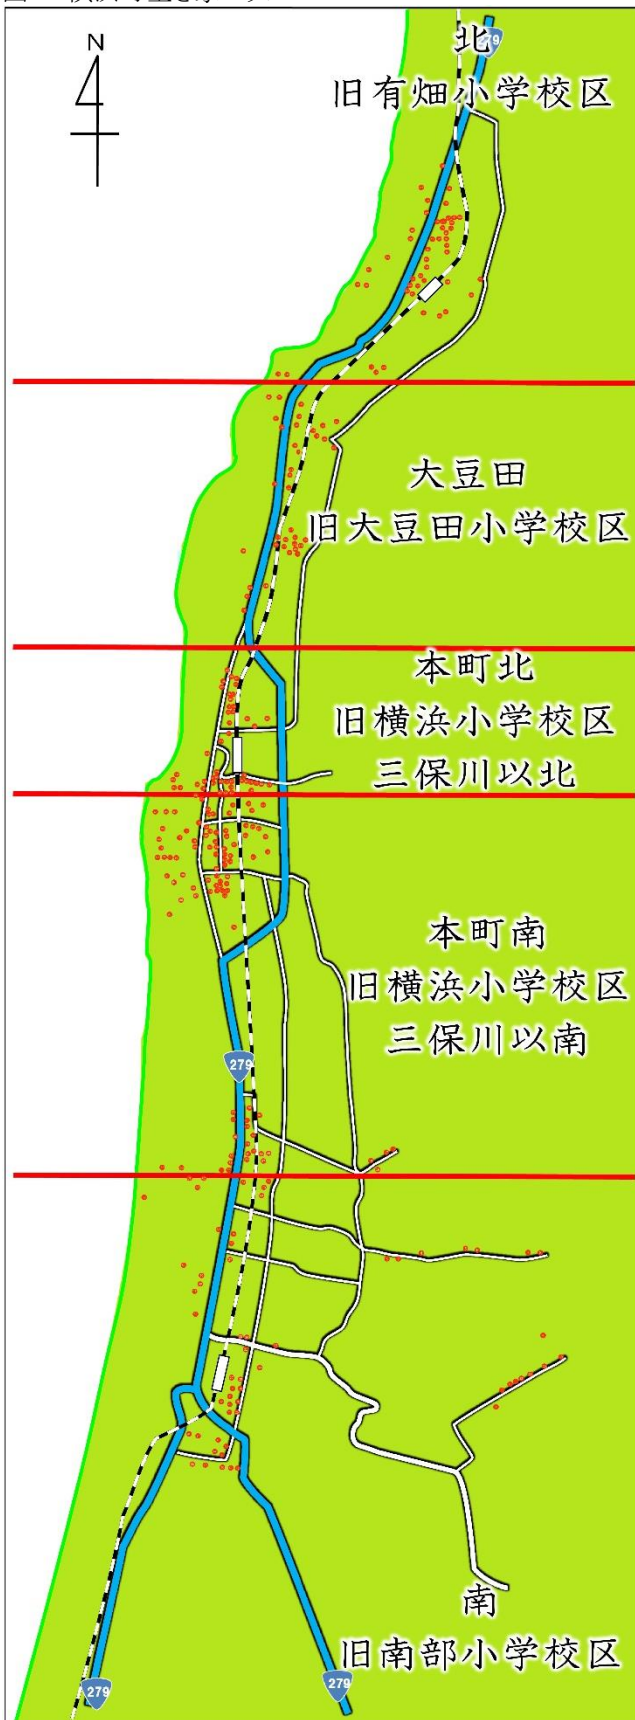 N
北
279
旧有畑小学校区
大豆田
旧大豆田小学校区
本町北
旧横浜小学校区
三保川以北
本町南
旧横浜小学校区
三保川以南
279
南
旧南部小学校区
279
279